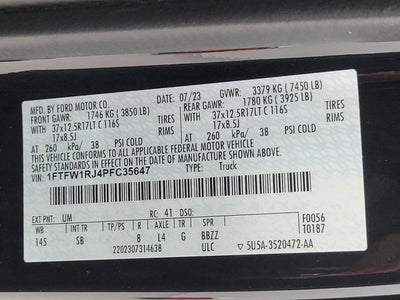 MFD. BY FORD MOTOR CO. 07/23 GVWR: 3379 KG (7450 LB)
FRONT GAWR: 1746 KG (3850 LB) REAR GAWR: 1780 KG (3925 LB)
WITH TIRES WITH TIRES
37x12.5R17LT C 116S RIMS 37x12.5R17LT C 116S RIMS
17x8.5J 17x8.5J
AT 260 kPa/ 38 PSI COLD AT 260 kPa/ 38 PSI COLD
THIS VEHICLE CONFORMS TO ALL APPLICABLE FEDERAL MOTOR VEHICLE
SAFETY STANDARDS IN EFFECT ON THE DATE OF MANUFACTURE SHOWN ABOVE.
1FTFW1RJ4PFC35647 TYPE: Truck
EXT PNT: UM RC: 41 DSO: F0056
WB INT TR TP/PS R AXLE TR SPR T0187
145 SB 8 L4 G BBZZ
2202307314638 ULC 5U5A-3520472-AA